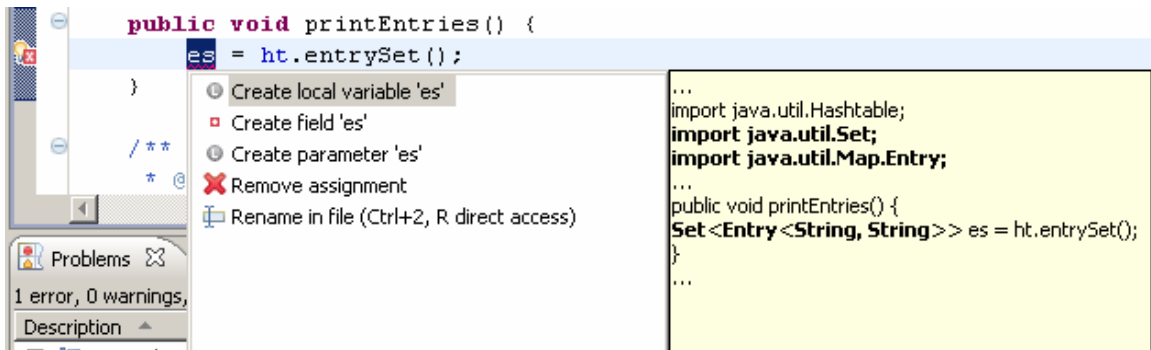 public void printEntries() {
es = ht.entrySet();
}
/**
* @
Create local variable 'es'
Create field 'es'
Create parameter 'es'
Remove assignment
Rename in file (Ctrl+2, R direct access)
...
import java.util.Hashtable;
import java.util.Set;
import java.util.Map.Entry;
...
public void printEntries() {
Set<Entry<String, String>> es = ht.entrySet();
}
...
Problems
1 error, 0 warnings,
Description